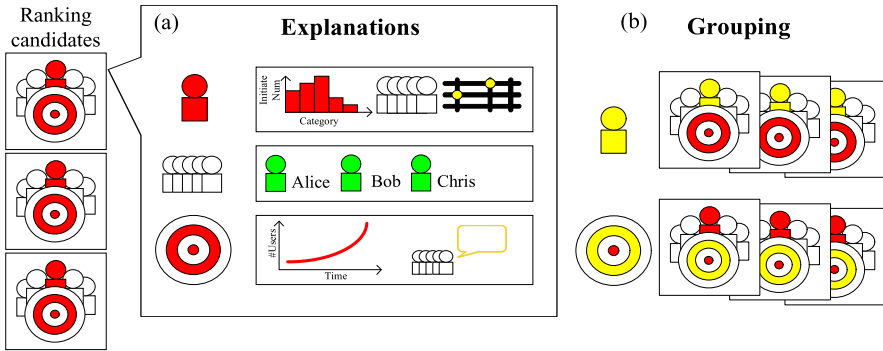 Ranking
candidates
(a)
Explanations
Initiate
Num
Category
Alice Bob Chris
#Users
Time
(b)
Grouping